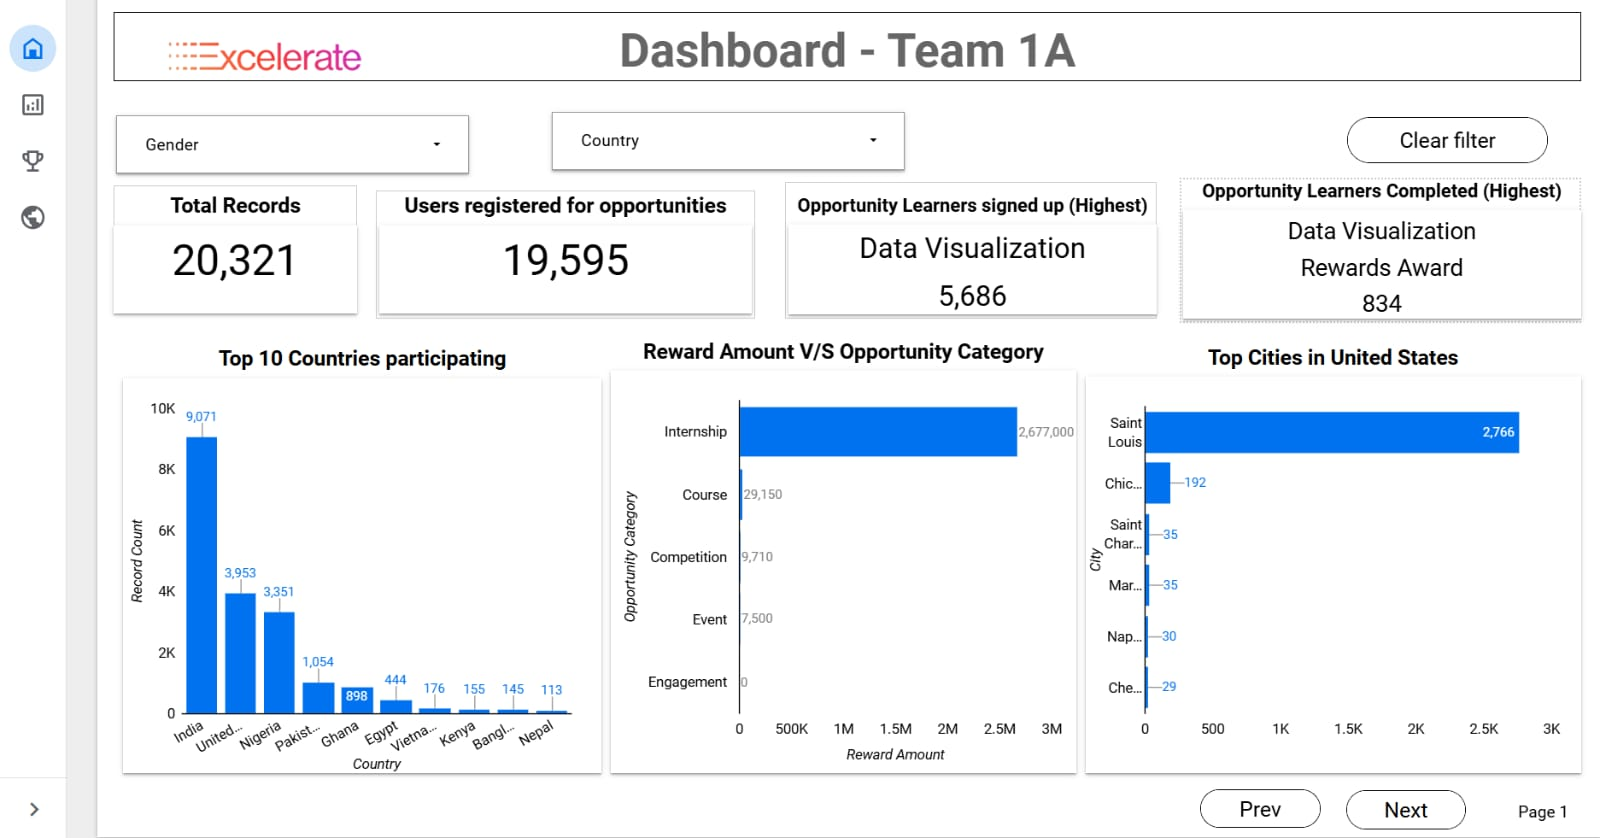 Excelerate
Dashboard - Team 1A
Gender
Country
Clear filter
Total Records
20,321
Users registered for opportunities
19,595
Opportunity Learners signed up (Highest)
Data Visualization
5,686
Opportunity Learners Completed (Highest)
Data Visualization
Rewards Award
834
Top 10 Countries participating
10K
8K
6K
4K
2K
0
Record Count
9,071
3,953
3,351
1,054
898
444
176
155
145
113
India
United...
Nigeria
Pakist...
Ghana
Egypt
Vietna...
Kenya
Bangl...
Nepal
Country
Reward Amount V/S Opportunity Category
Opportunity Category
Internship
2,677,000
Course
29,150
Competition
9,710
Event
7,500
Engagement
0
0
500K
1M
1.5M
2M
2.5M
3M
Reward Amount
Top Cities in United States
City
Saint
Louis
2,766
Chic...
192
Saint
Char...
35
Mar...
35
Nap...
30
Che...
29
0
500
1K
1.5K
2K
2.5K
3K
Prev
Next
Page 1